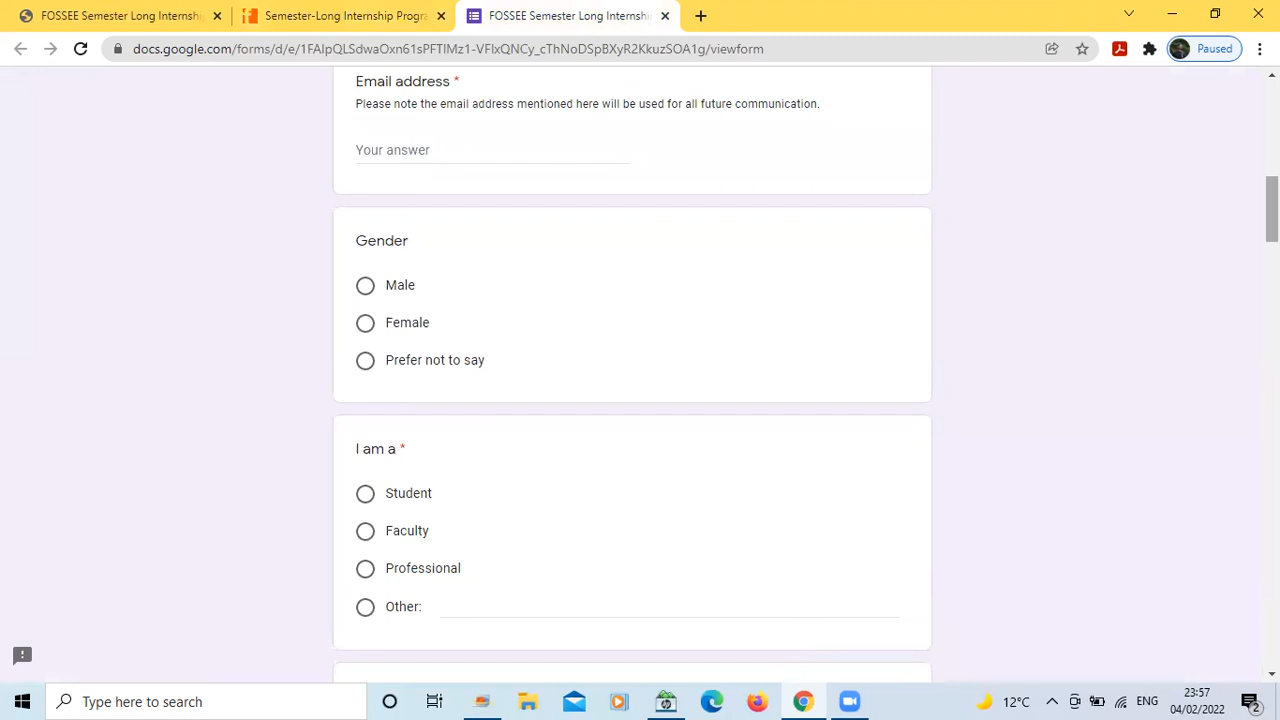 FOSSEE Semester Long Internsh
Semester-Long Internship Progra
FOSSEE Semester Long Internship
docs.google.com/forms/d/e/1FAIpQLSdwaOxn61sPFTIMz1-VFlxQNCy_cThNoDSpBXyR2KkuzSOA1g/viewform
Paused
Email address *
Please note the email address mentioned here will be used for all future communication.
Your answer
Gender
Male
Female
Prefer not to say
I am a *
Student
Faculty
Professional
Other:
Type here to search
12°C
ENG
23:57
04/02/2022
2